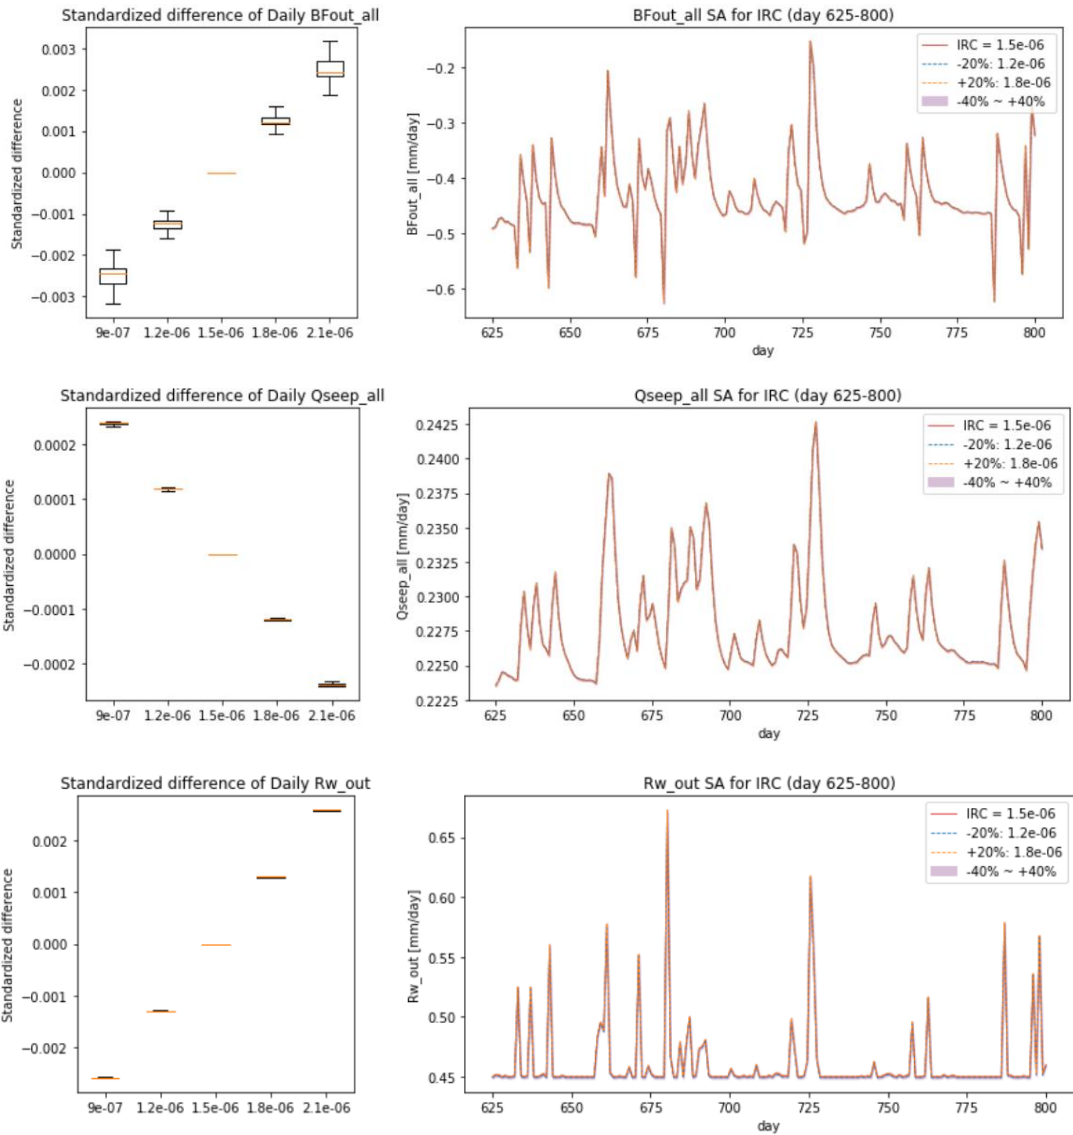 Standardized difference of Daily BFout_all
0.003
0.002
0.001
0.000
−0.001
−0.002
−0.003
Standardized difference
9e-07 1.2e-06 1.5e-06 1.8e-06 2.1e-06
BFout_all SA for IRC (day 625-800)
IRC = 1.5e-06
-20%: 1.2e-06
+20%: 1.8e-06
-40% ~ +40%
−0.2
−0.3
−0.4
−0.5
−0.6
BFout_all [mm/day]
625 650 675 700 725 750 775 800
day
Standardized difference of Daily Qseep_all
0.0002
0.0001
0.0000
−0.0001
−0.0002
Standardized difference
9e-07 1.2e-06 1.5e-06 1.8e-06 2.1e-06
Qseep_all SA for IRC (day 625-800)
IRC = 1.5e-06
-20%: 1.2e-06
+20%: 1.8e-06
-40% ~ +40%
0.2425
0.2400
0.2375
0.2350
0.2325
0.2300
0.2275
0.2250
0.2225
Qseep_all [mm/day]
625 650 675 700 725 750 775 800
day
Standardized difference of Daily Rw_out
0.002
0.001
0.000
−0.001
−0.002
Standardized difference
9e-07 1.2e-06 1.5e-06 1.8e-06 2.1e-06
Rw_out SA for IRC (day 625-800)
IRC = 1.5e-06
-20%: 1.2e-06
+20%: 1.8e-06
-40% ~ +40%
0.65
0.60
0.55
0.50
0.45
Rw_out [mm/day]
625 650 675 700 725 750 775 800
day